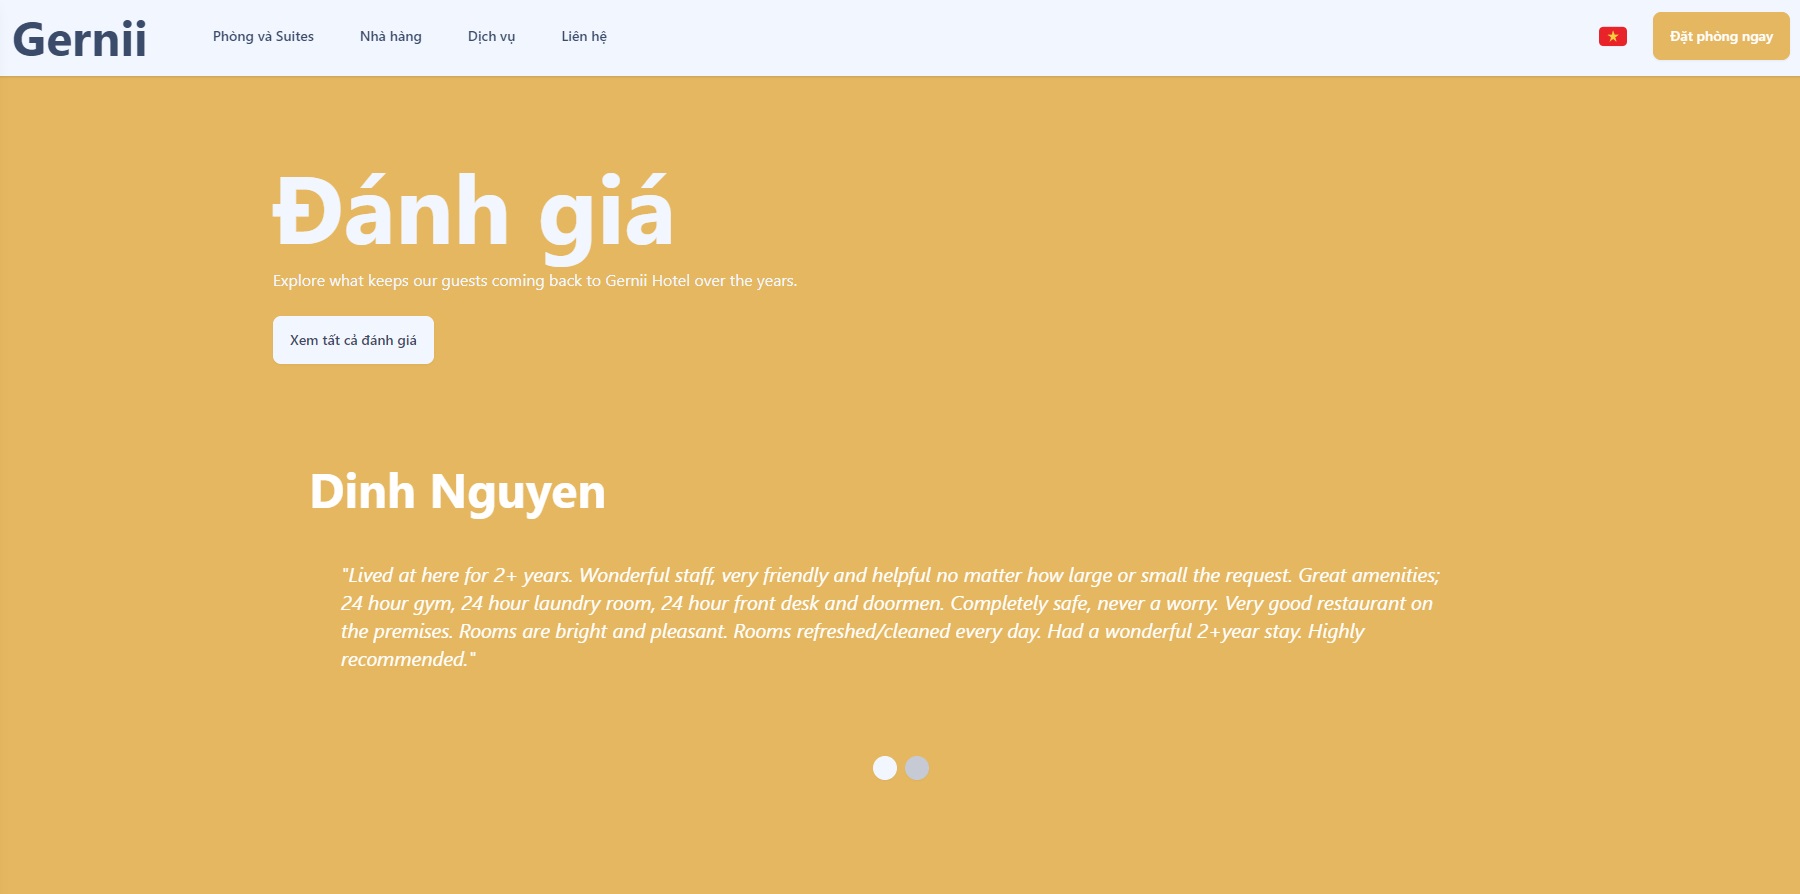 Gernii
Phòng và Suites
Nhà hàng
Dịch vụ
Liên hệ
Đặt phòng ngay
Đánh giá
Explore what keeps our guests coming back to Gernii Hotel over the years.
Xem tất cả đánh giá
Dinh Nguyen
"Lived at here for 2+ years. Wonderful staff, very friendly and helpful no matter how large or small the request. Great amenities;
24 hour gym, 24 hour laundry room, 24 hour front desk and doormen. Completely safe, never a worry. Very good restaurant on
the premises. Rooms are bright and pleasant. Rooms refreshed/cleaned every day. Had a wonderful 2+year stay. Highly
recommended."